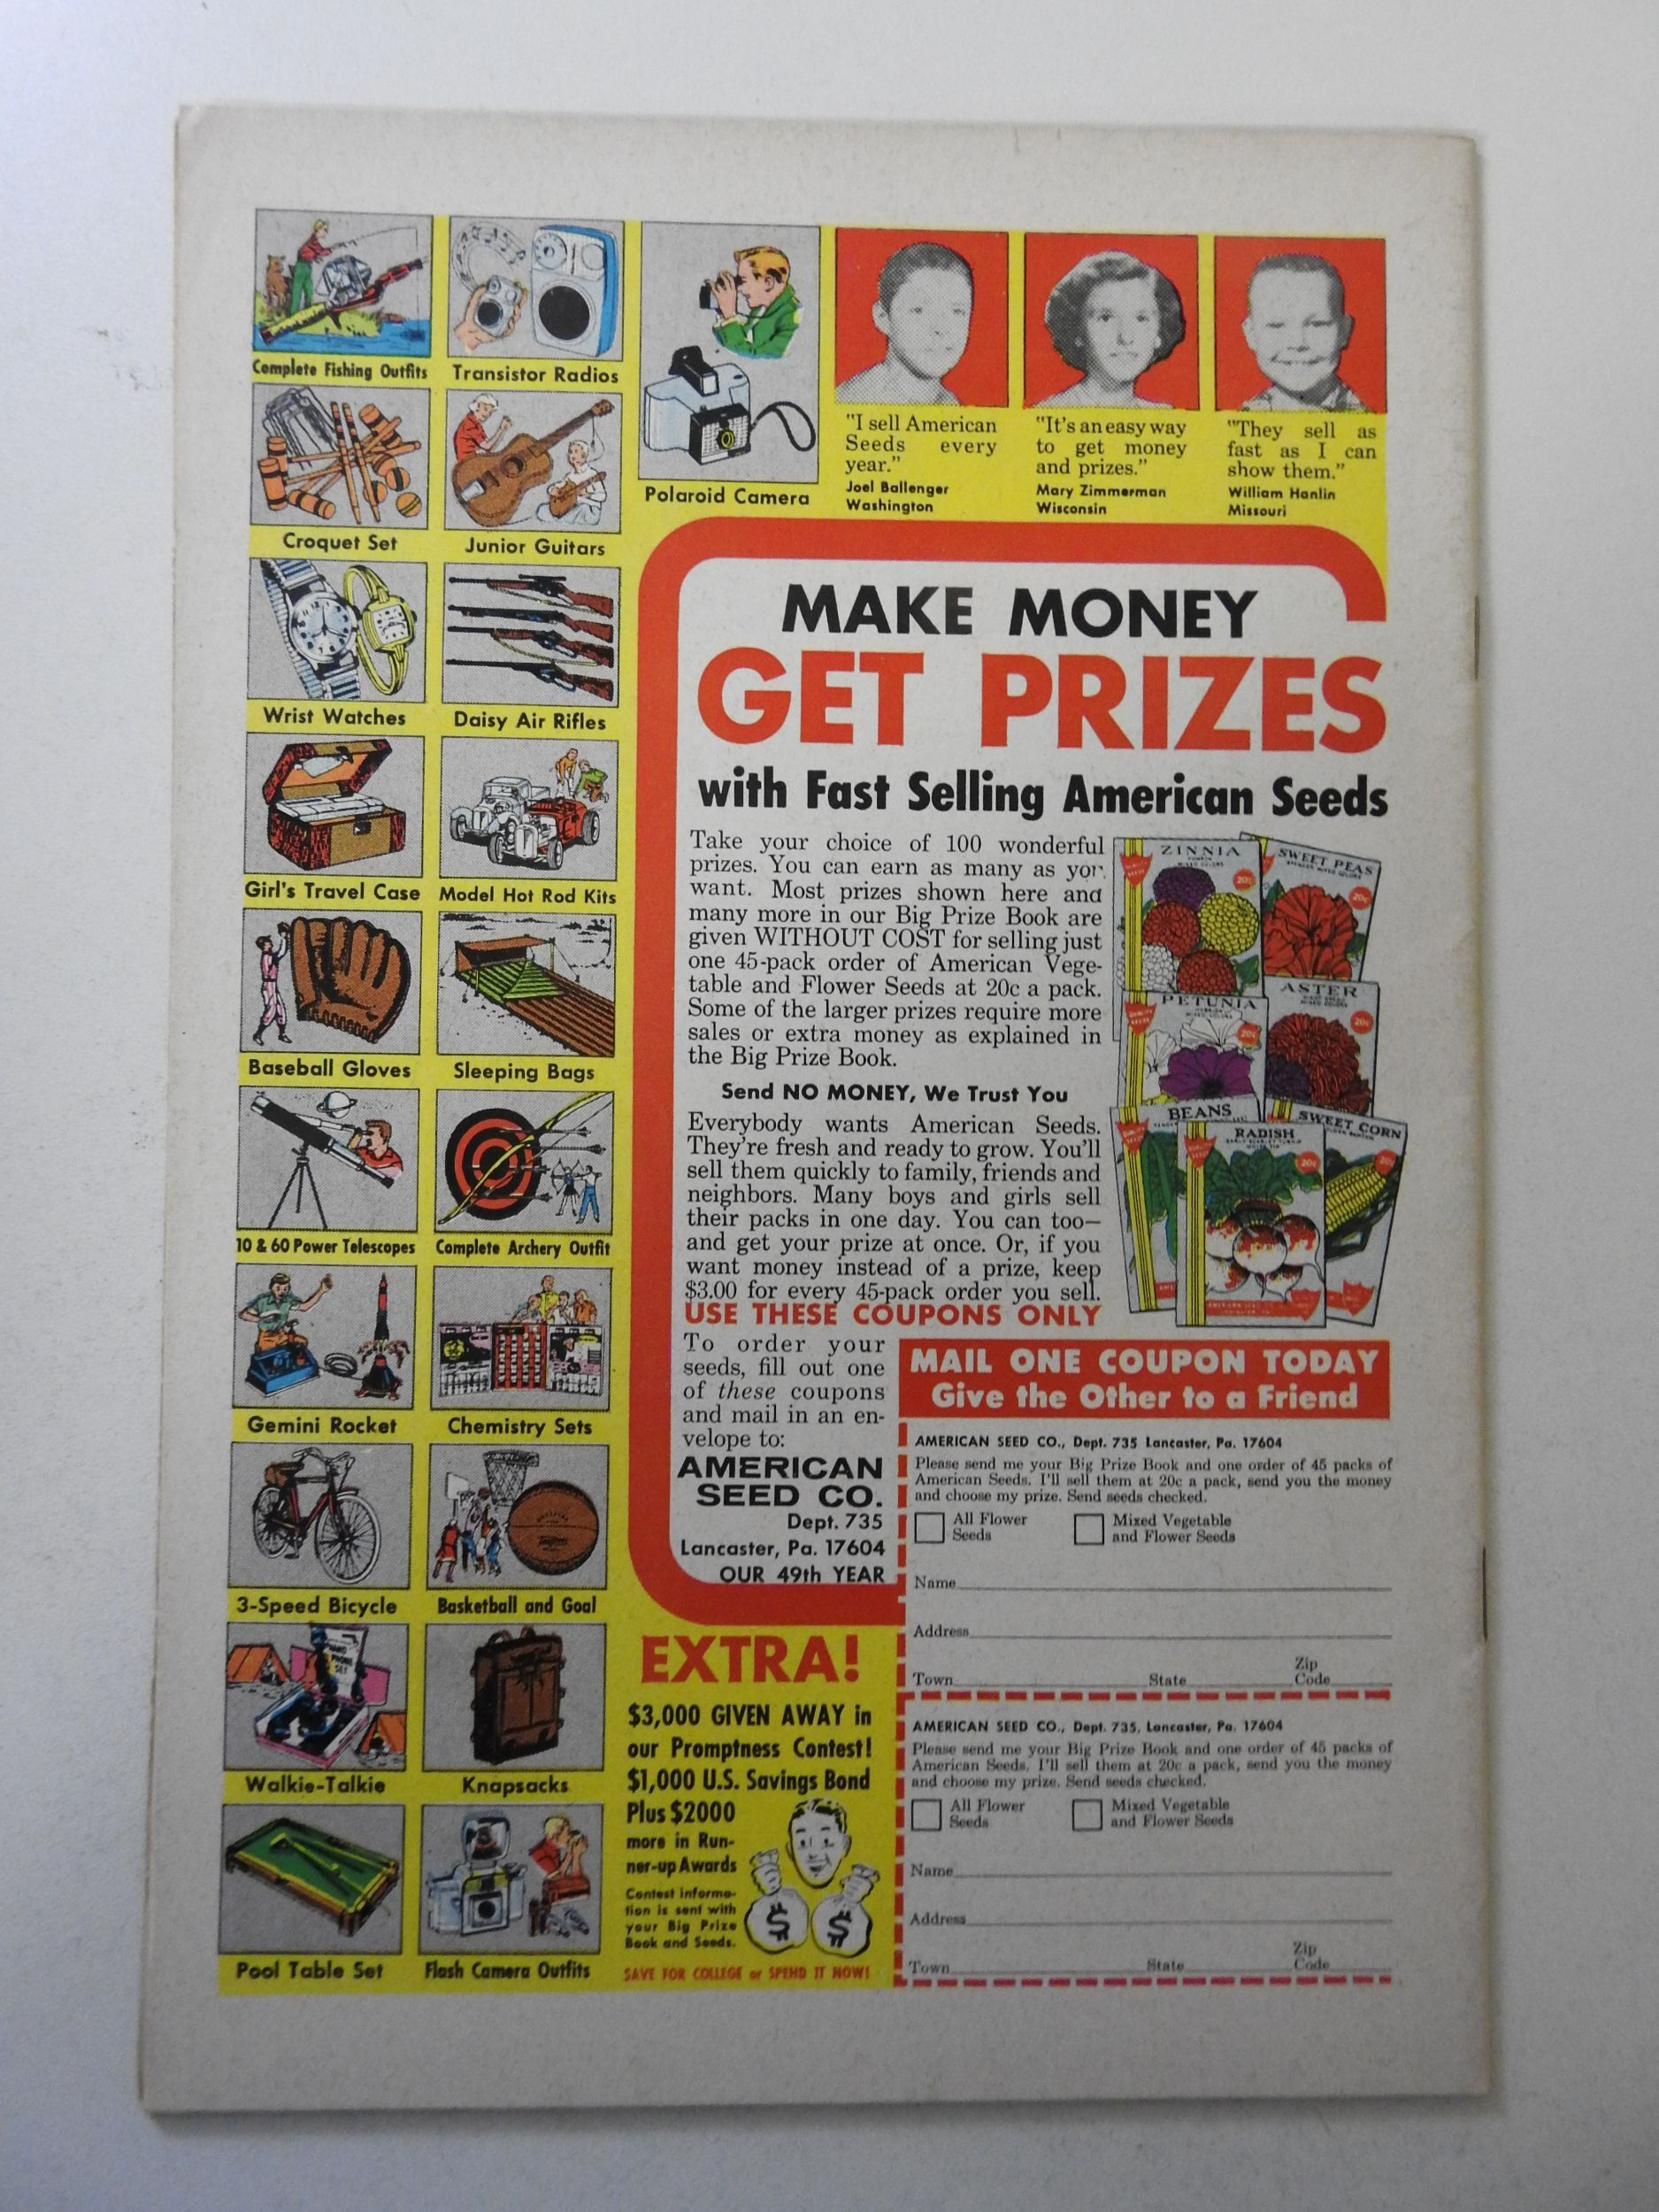 Complete Fishing Outfits
Transistor Radios
Croquet Set
Junior Guitars
Wrist Watches
Daisy Air Rifles
Girl's Travel Case
Model Hot Rod Kits
Baseball Gloves
Sleeping Bags
10 & 60 Power Telescopes
Complete Archery Outfit
Gemini Rocket
Chemistry Sets
3-Speed Bicycle
Basketball and Goal
Walkie-Talkie
Knapsacks
Pool Table Set
Flash Camera Outfits
Polaroid Camera
"I sell American
Seeds every
year."
Joel Ballenger
Washington
"It's an easy way
to get money
and prizes."
Mary Zimmerman
Wisconsin
"They sell as
fast as I can
show them."
William Hanlin
Missouri
MAKE MONEY
GET PRIZES
with Fast Selling American Seeds
Take your choice of 100 wonderful
prizes. You can earn as many as you
want. Most prizes shown here and
many more in our Big Prize Book are
given WITHOUT COST for selling just
one 45-pack order of American Vege-
table and Flower Seeds at 20c a pack.
Some of the larger prizes require more
sales or extra money as explained in
the Big Prize Book.
Send NO MONEY, We Trust You
Everybody wants American Seeds.
They're fresh and ready to grow. You'll
sell them quickly to family, friends and
neighbors. Many boys and girls sell
their packs in one day. You can too—
and get your prize at once. Or, if you
want money instead of a prize, keep
$3.00 for every 45-pack order you sell.
USE THESE COUPONS ONLY
ZINNIA
20c
SWEET PEAS
20c
PETUNIA
20c
ASTER
20c
BEANS
RADISH
20c
SWEET CORN
20c
To order your
seeds, fill out one
of these coupons
and mail in an en-
velope to:
AMERICAN
SEED CO.
Dept. 735
Lancaster, Pa. 17604
OUR 49th YEAR
MAIL ONE COUPON TODAY
Give the Other to a Friend
AMERICAN SEED CO., Dept. 735 Lancaster, Pa. 17604
Please send me your Big Prize Book and one order of 45 packs of
American Seeds. I'll sell them at 20c a pack, send you the money
and choose my prize. Send seeds checked.
All Flower
Seeds
Mixed Vegetable
and Flower Seeds
Name
Address
Town State Zip
Code
AMERICAN SEED CO., Dept. 735, Lancaster, Pa. 17604
Please send me your Big Prize Book and one order of 45 packs of
American Seeds. I'll sell them at 20c a pack, send you the money
and choose my prize. Send seeds checked.
All Flower
Seeds
Mixed Vegetable
and Flower Seeds
Name
Address
Town State Zip
Code
EXTRA!
$3,000 GIVEN AWAY in
our Promptness Contest!
$1,000 U.S. Savings Bond
Plus $2000
more in Run-
ner-up Awards
Contest informa-
tion is sent with
your Big Prize
Book and Seeds.
$ $
SAVE FOR COLLEGE or SPEND IT NOW!